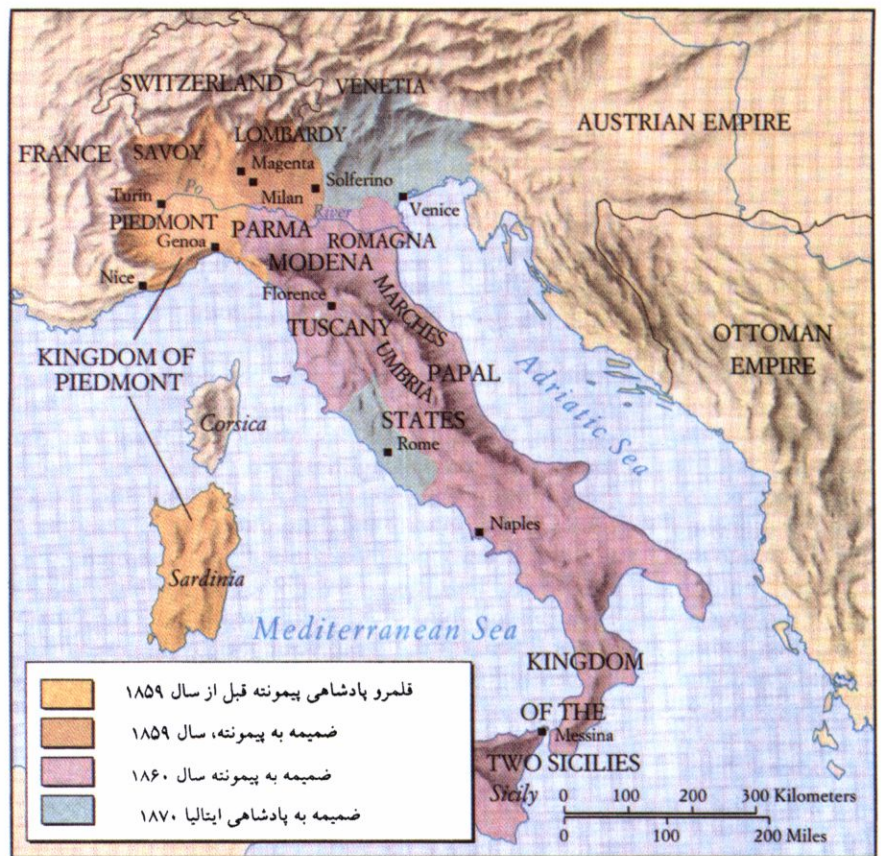 SWITZERLAND
VENETIA
AUSTRIAN EMPIRE
LOMBARDY
FRANCE
SAVOY
Magenta
Solferino
Milan
Po
River
Turin
Venice
PIEDMONT
PARMA
ROMAGNA
Genoa
MODENA
Nice
Florence
MARCHES
TUSCANY
OTTOMAN
EMPIRE
KINGDOM OF
PIEDMONT
UMBRIA
PAPAL
STATES
Adriatic Sea
Corsica
Rome
Naples
Sardinia
Mediterranean Sea
KINGDOM
OF THE
Messina
TWO SICILIES
Sicily
قلمرو پادشاهی پیمونته قبل از سال ۱۸۵۹
ضمیمه به پیمونته، سال ۱۸۵۹
ضمیمه به پیمونته سال ۱۸۶۰
ضمیمه به پادشاهی ایتالیا ۱۸۷۰
0 100 200 300 Kilometers
0 100 200 Miles